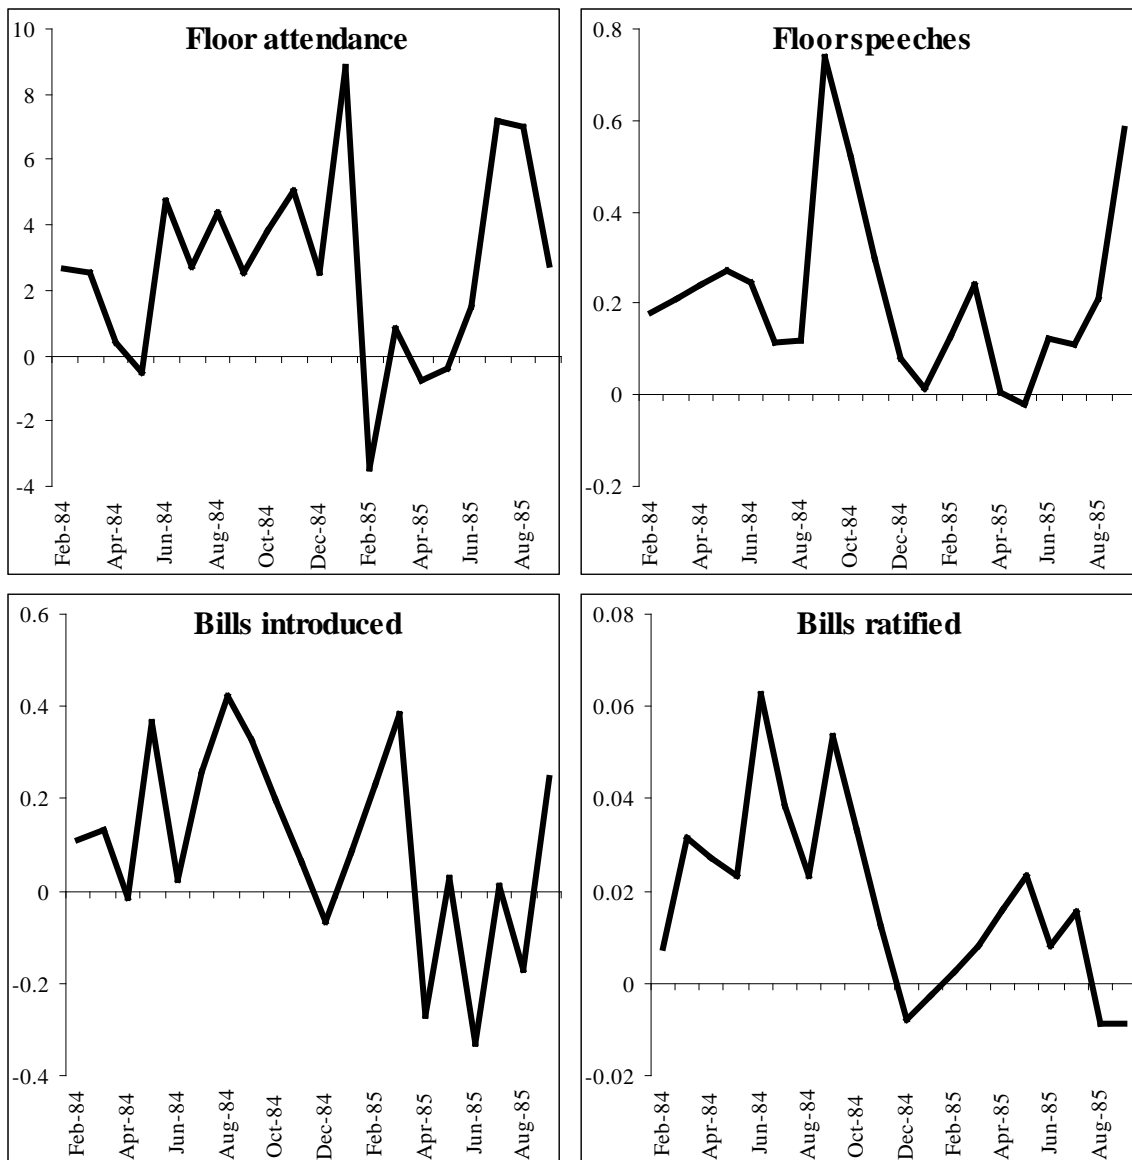 Floor attendance
10
8
6
4
2
0
-2
-4
Feb-84
Apr-84
Jun-84
Aug-84
Oct-84
Dec-84
Feb-85
Apr-85
Jun-85
Aug-85
Floor speeches
0.8
0.6
0.4
0.2
0
-0.2
Feb-84
Apr-84
Jun-84
Aug-84
Oct-84
Dec-84
Feb-85
Apr-85
Jun-85
Aug-85
Bills introduced
0.6
0.4
0.2
0
-0.2
-0.4
Feb-84
Apr-84
Jun-84
Aug-84
Oct-84
Dec-84
Feb-85
Apr-85
Jun-85
Aug-85
Bills ratified
0.08
0.06
0.04
0.02
0
-0.02
Feb-84
Apr-84
Jun-84
Aug-84
Oct-84
Dec-84
Feb-85
Apr-85
Jun-85
Aug-85